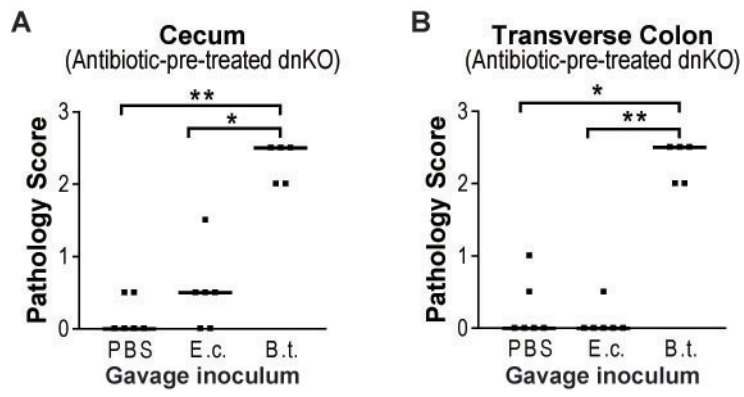 A
Cecum
(Antibiotic-pre-treated dnKO)
**
*
3
2
1
0
Pathology Score
PBS E.c. B.t.
Gavage inoculum
B
Transverse Colon
(Antibiotic-pre-treated dnKO)
*
**
3
2
1
0
Pathology Score
PBS E.c. B.t.
Gavage inoculum